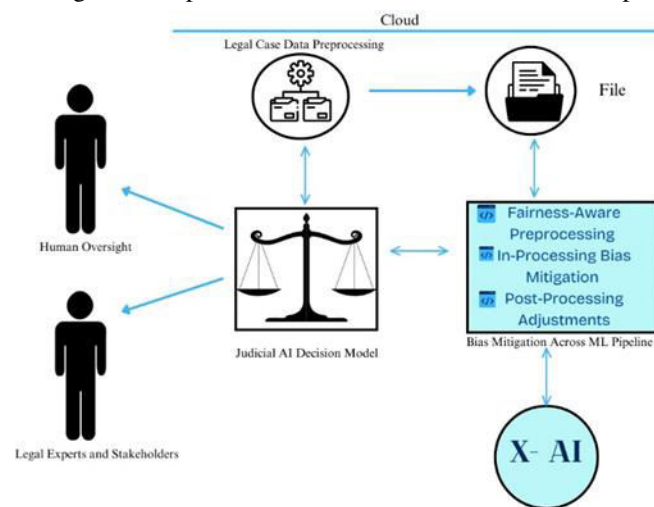 Cloud
Legal Case Data Preprocessing
File
Human Oversight
Fairness-Aware
Preprocessing
In-Processing Bias
Mitigation
Post-Processing
Adjustments
Judicial AI Decision Model
Bias Mitigation Across ML Pipeline
Legal Experts and Stakeholders
X- AI